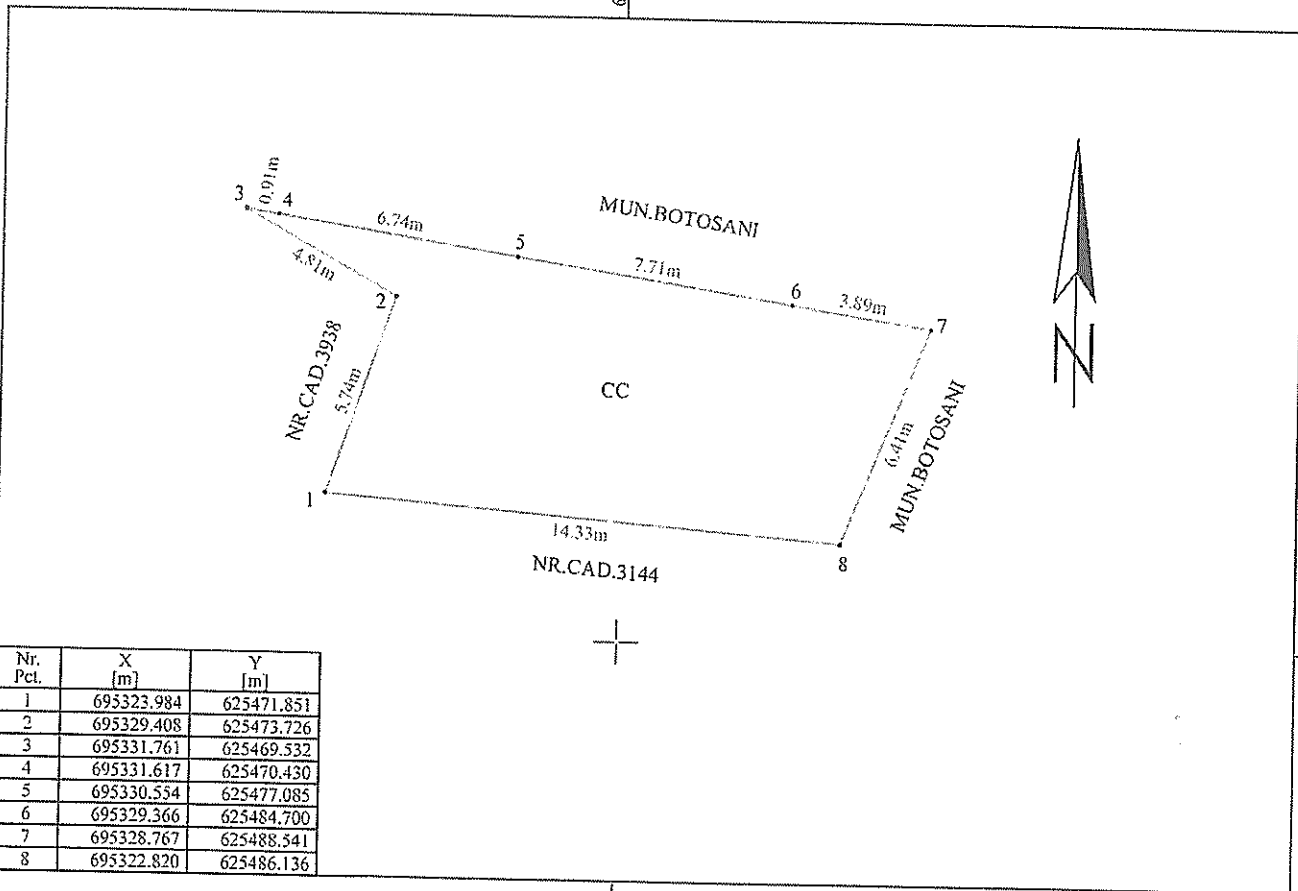 3
0.91m
4
6.74m
MUN.BOTOSANI
5
7.71m
4.81m
2
6
3.89m
7
NR.CAD.3938
5.74m
CC
6.41m
MUN.BOTOSANI
N
1
14.33m
NR.CAD.3144
8
Nr. Pct. X [m] Y [m]
1 695323.984 625471.851
2 695329.408 625473.726
3 695331.761 625469.532
4 695331.617 625470.430
5 695330.554 625477.085
6 695329.366 625484.700
7 695328.767 625488.541
8 695322.820 625486.136